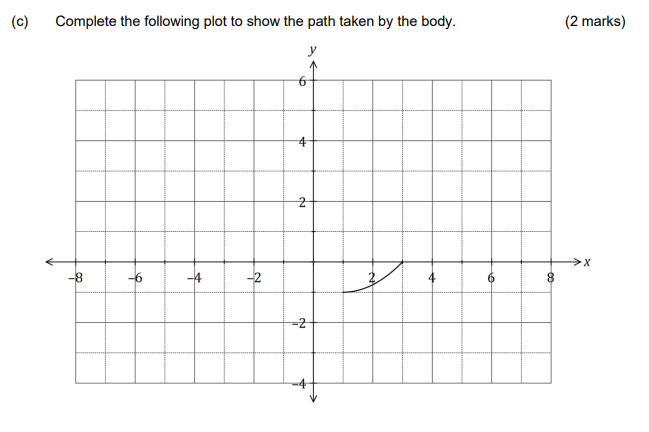 (c) Complete the following plot to show the path taken by the body. (2 marks)
y
6
4
2
-8 -6 -4 -2 2 4 6 8 x
-2
-4